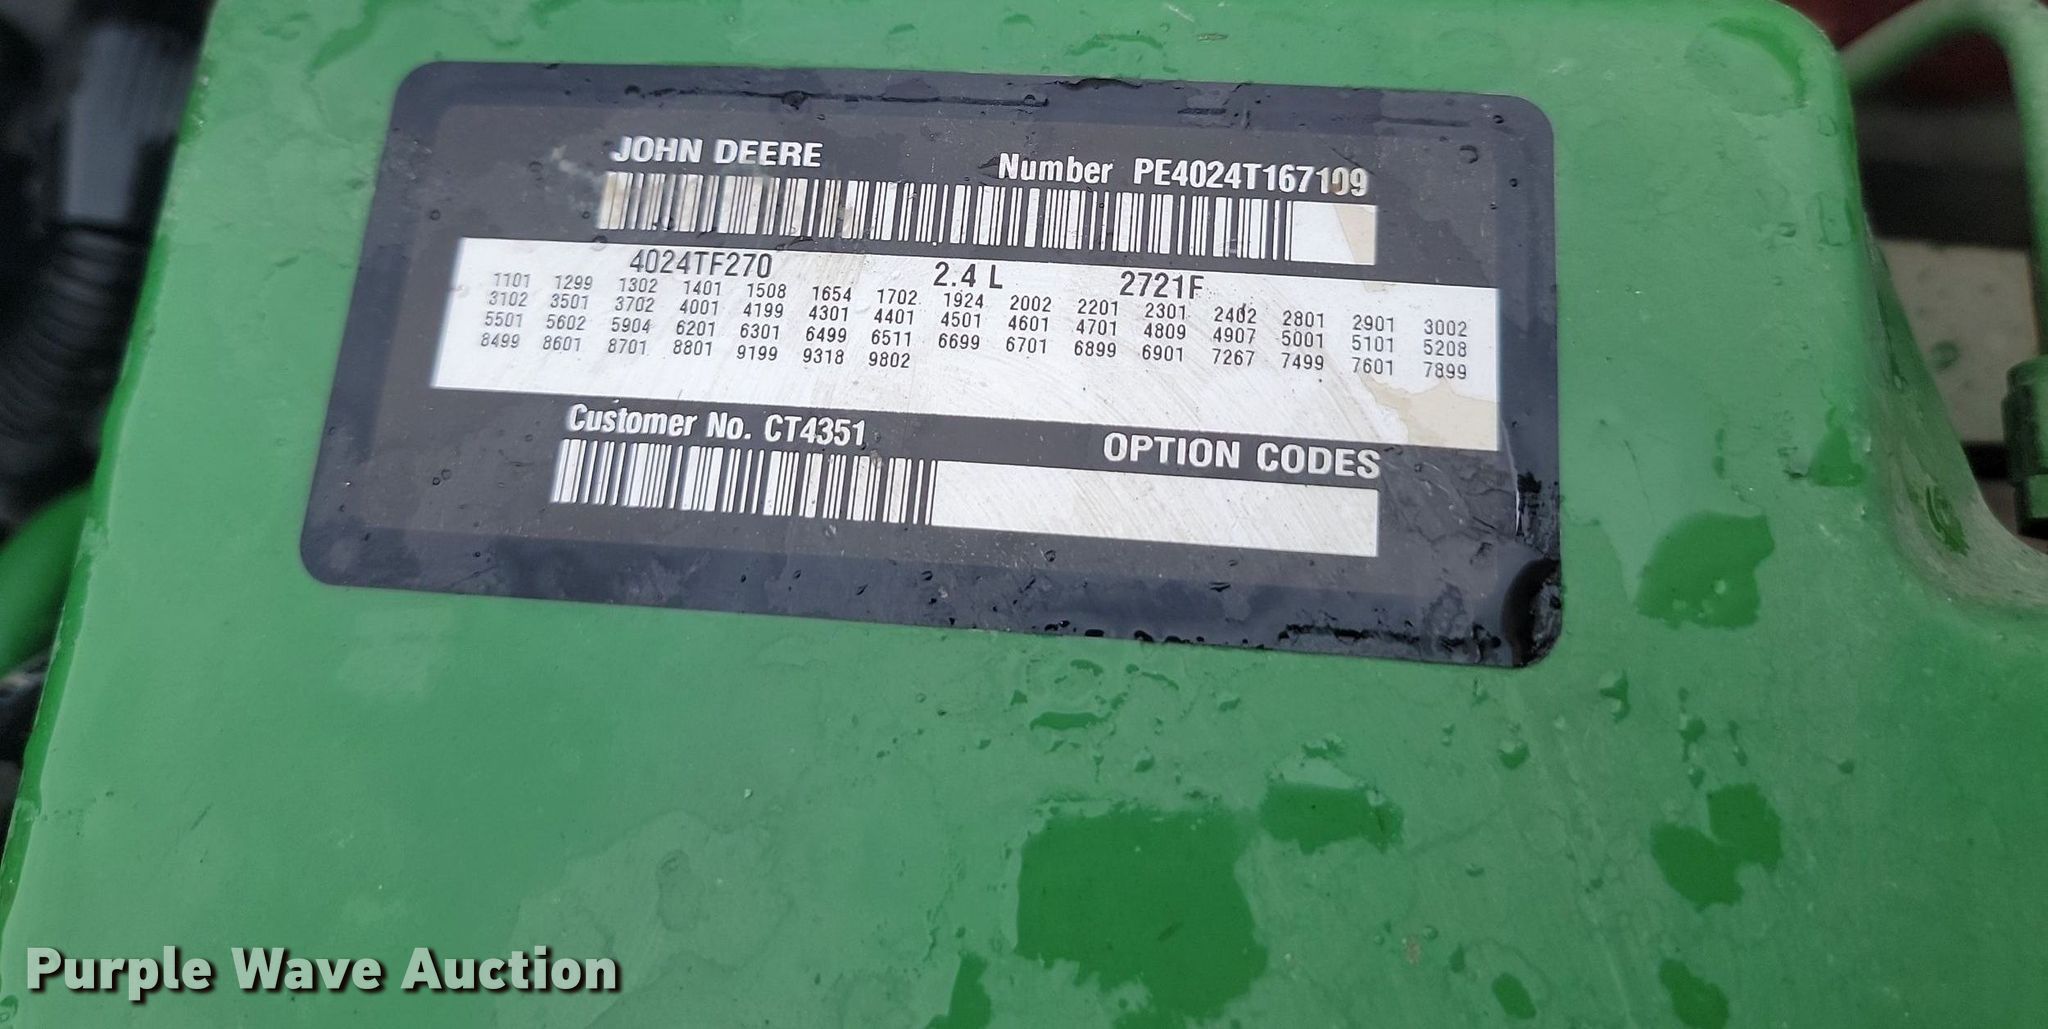 JOHN DEERE
Number PE4024T167109
4024TF270 2.4 L 2721F
1101 1299 1302 1401 1508 1654 1702 1924 2002 2201 2301 2402 2801 2901 3002
3102 3501 3702 4001 4199 4301 4401 4501 4601 4701 4809 4907 5001 5101 5208
5501 5602 5904 6201 6301 6499 6511 6699 6701 6899 6901 7267 7499 7601 7899
8499 8601 8701 8801 9199 9318 9802
Customer No. CT4351
OPTION CODES
Purple Wave Auction